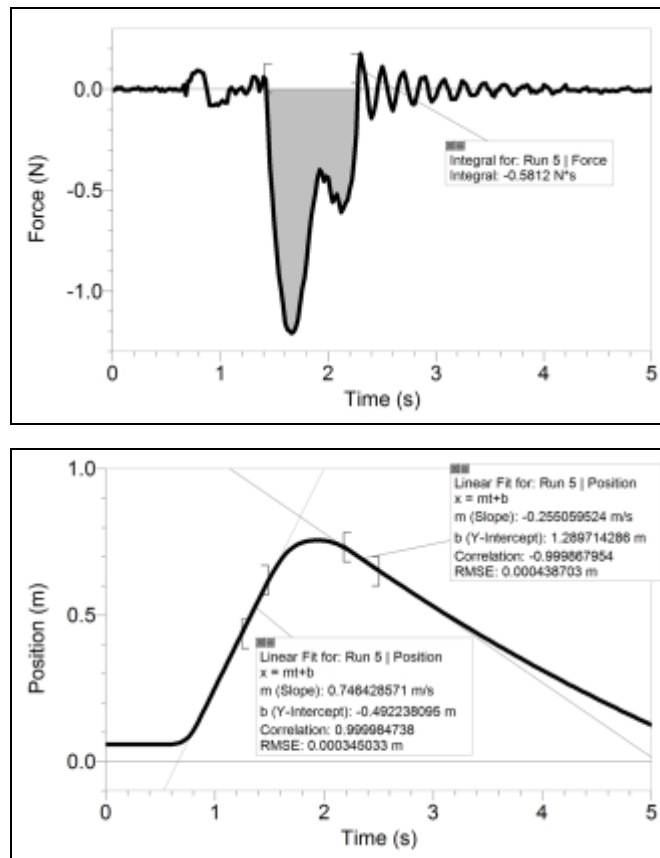 0.0
-0.5
-1.0
Force (N)
Integral for: Run 5 | Force
Integral: -0.5812 N*s
0 1 2 3 4 5
Time (s)
1.0
0.5
0.0
Position (m)
Linear Fit for: Run 5 | Position
x = mt+b
m (Slope): -0.255059524 m/s
b (Y-Intercept): 1.289714286 m
Correlation: -0.999867954
RMSE: 0.000438703 m
Linear Fit for: Run 5 | Position
x = mt+b
m (Slope): 0.746428571 m/s
b (Y-Intercept): -0.492238095 m
Correlation: 0.999984738
RMSE: 0.000345033 m
0 1 2 3 4 5
Time (s)